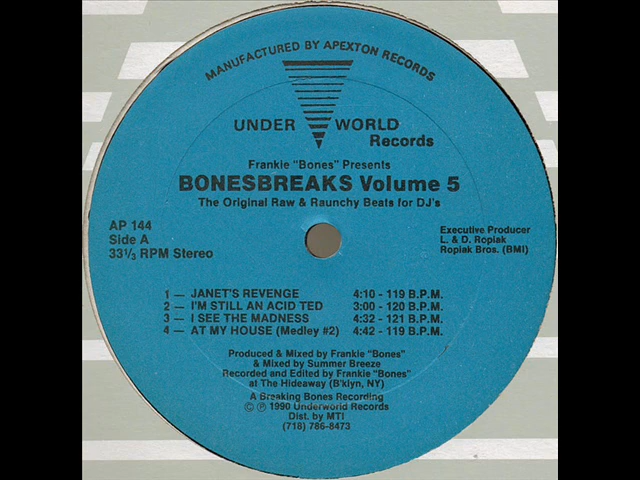 MANUFACTURED BY APEXTON RECORDS
UNDER WORLD
Records
Frankie "Bones" Presents
BONESBREAKS Volume 5
The Original Raw & Raunchy Beats for DJ's
AP 144
Side A
33⅓ RPM Stereo
Executive Producer
L. & D. Ropiak
Ropiak Bros. (BMI)
1 — JANET'S REVENGE 4:10 - 119 B.P.M.
2 — I'M STILL AN ACID TED 3:00 - 120 B.P.M.
3 — I SEE THE MADNESS 4:32 - 121 B.P.M.
4 — AT MY HOUSE (Medley #2) 4:42 - 119 B.P.M.
Produced & Mixed by Frankie "Bones"
& Mixed by Summer Breeze
Recorded and Edited by Frankie "Bones"
at The Hideaway (B'klyn, NY)
A Breaking Bones Recording
© ℗ 1990 Underworld Records
Dist. by MTI
(718) 786-8473